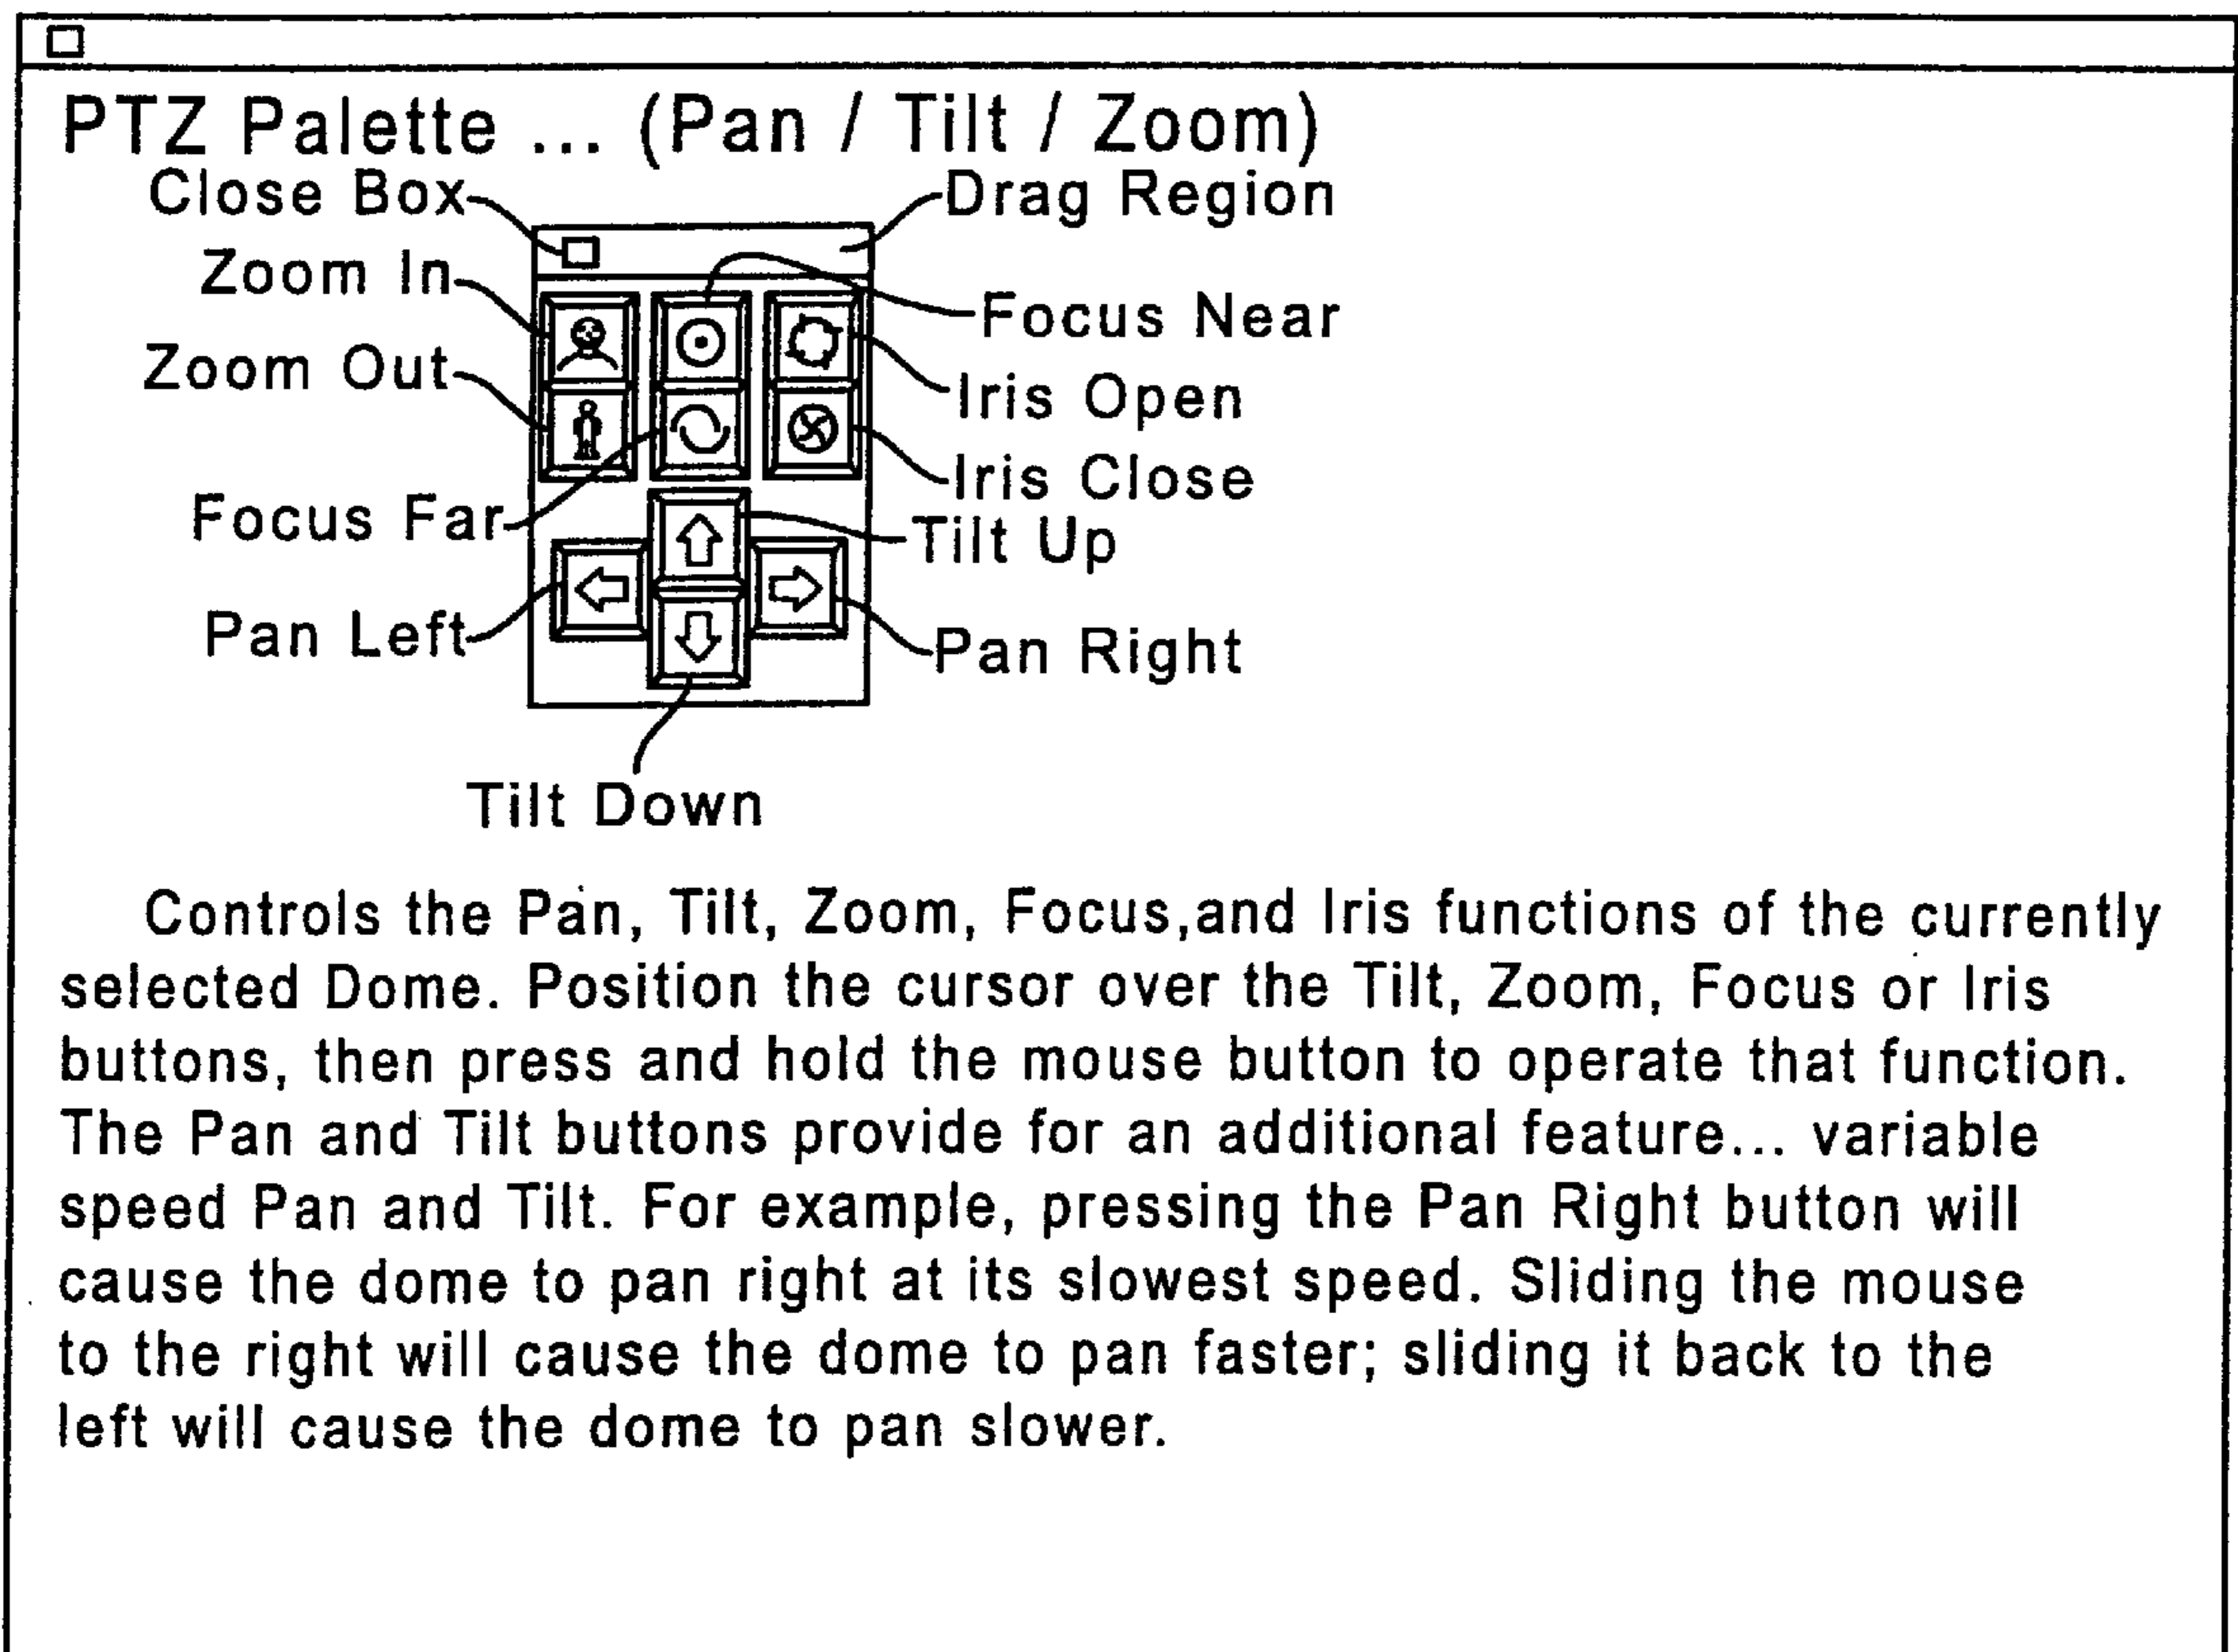 PTZ Palette ... (Pan / Tilt / Zoom)
Close Box
Drag Region
Zoom In
Focus Near
Zoom Out
Iris Open
Iris Close
Focus Far
Tilt Up
Pan Left
Pan Right
Tilt Down
Controls the Pan, Tilt, Zoom, Focus,and Iris functions of the currently
selected Dome. Position the cursor over the Tilt, Zoom, Focus or Iris
buttons, then press and hold the mouse button to operate that function.
The Pan and Tilt buttons provide for an additional feature... variable
speed Pan and Tilt. For example, pressing the Pan Right button will
cause the dome to pan right at its slowest speed. Sliding the mouse
to the right will cause the dome to pan faster; sliding it back to the
left will cause the dome to pan slower.